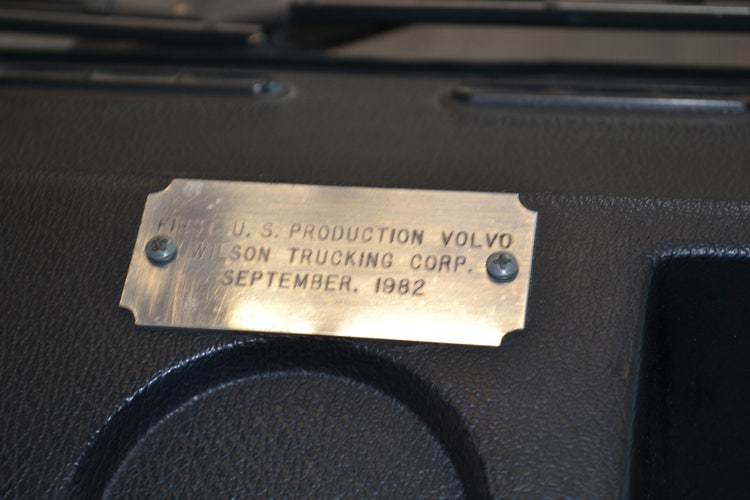 FIRST U. S. PRODUCTION VOLVO
WILSON TRUCKING CORP.
SEPTEMBER, 1982